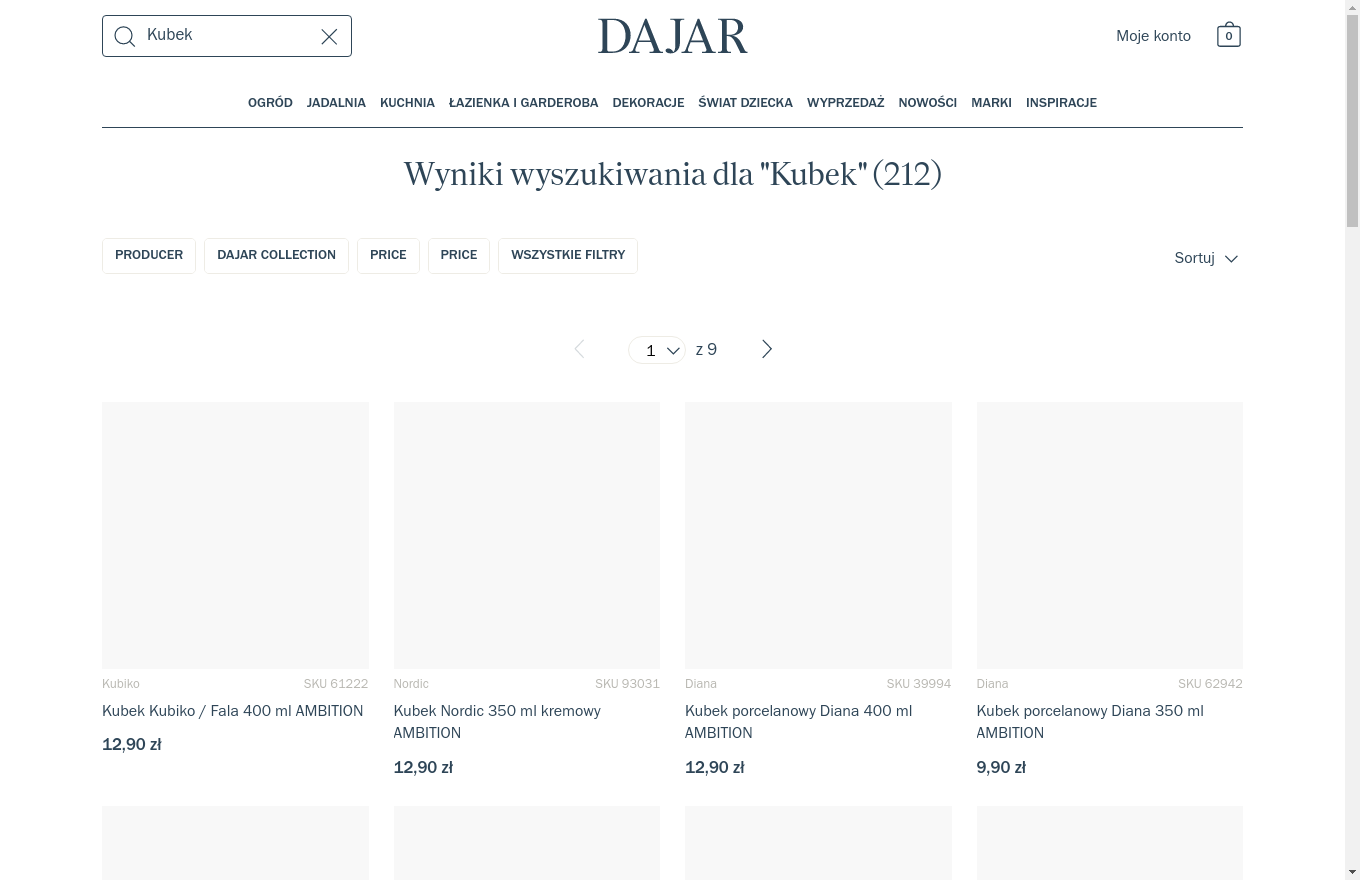 Kubek
DAJAR
Moje konto
0
OGRÓD JADALNIA KUCHNIA ŁAZIENKA I GARDEROBA DEKORACJE ŚWIAT DZIECKA WYPRZEDAŻ NOWOŚCI MARKI INSPIRACJE
Wyniki wyszukiwania dla "Kubek" (212)
PRODUCER DAJAR COLLECTION PRICE PRICE WSZYSTKIE FILTRY
Sortuj
1 z 9
Kubiko SKU 61222
Kubek Kubiko / Fala 400 ml AMBITION
12,90 zł
Nordic SKU 93031
Kubek Nordic 350 ml kremowy
AMBITION
12,90 zł
Diana SKU 39994
Kubek porcelanowy Diana 400 ml
AMBITION
12,90 zł
Diana SKU 62942
Kubek porcelanowy Diana 350 ml
AMBITION
9,90 zł